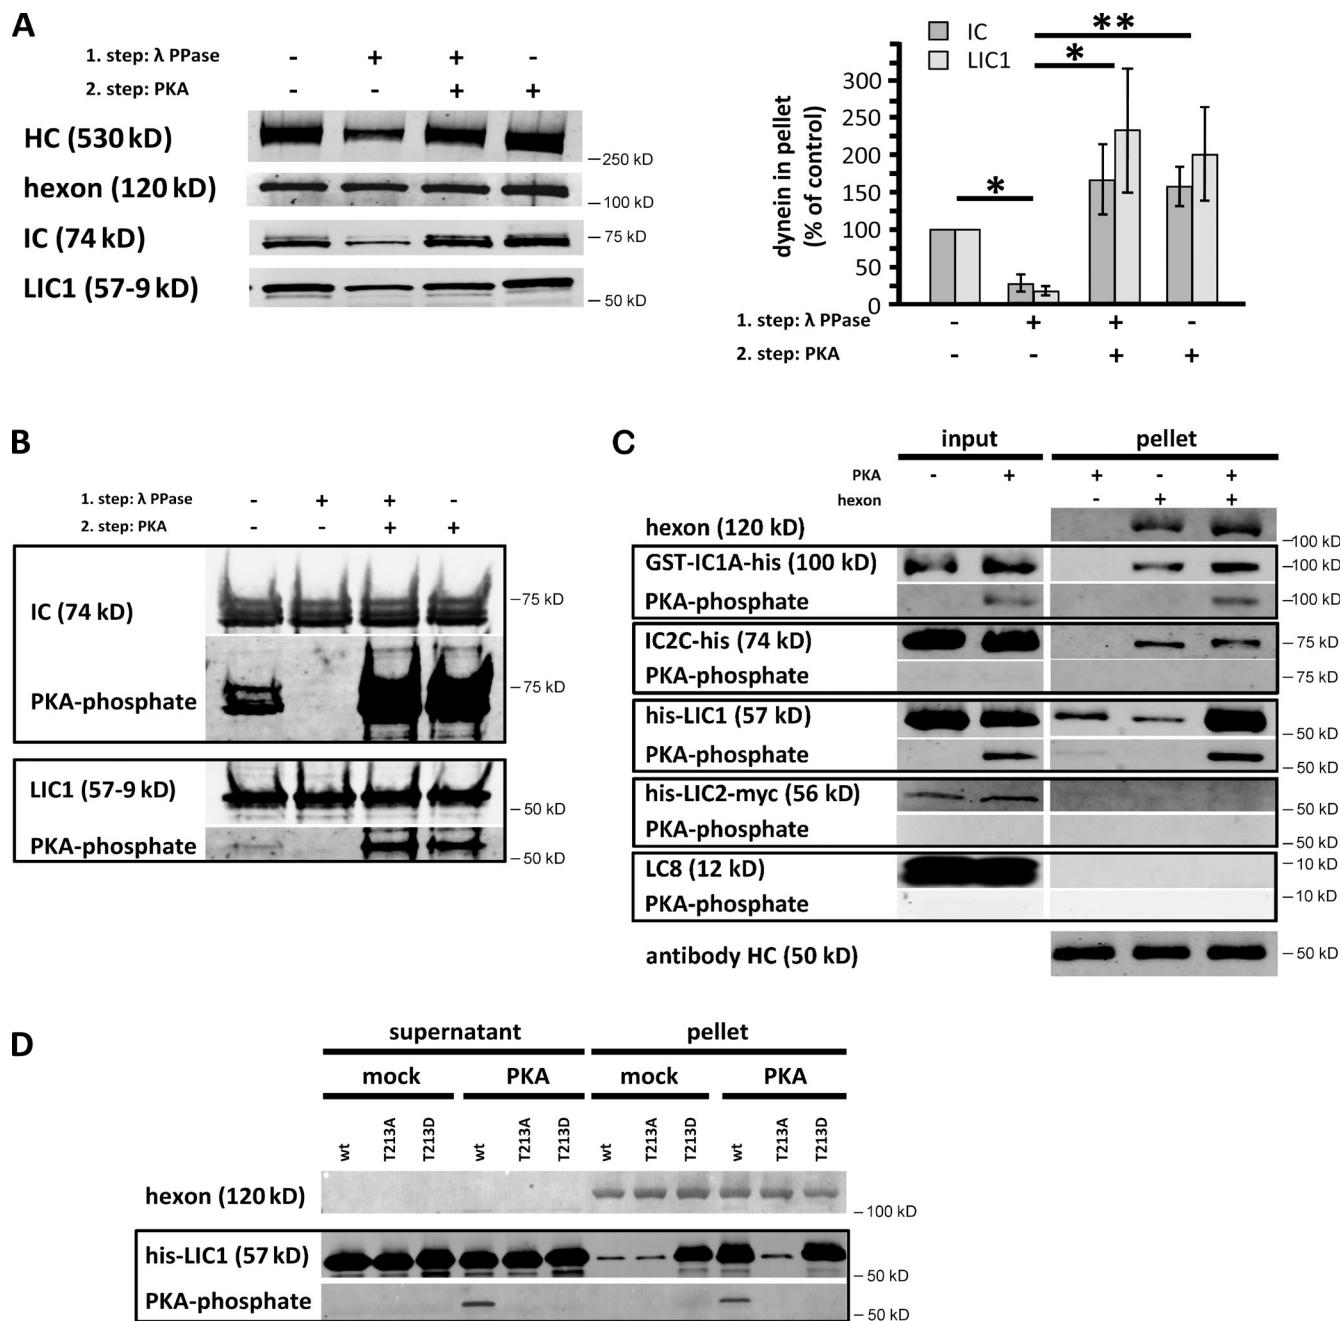 A
1. step: λ PPase - + + -
2. step: PKA - - + +
HC (530 kD)
250 kD
hexon (120 kD)
100 kD
IC (74 kD)
75 kD
LIC1 (57-9 kD)
50 kD
IC
LIC1
**
*
*
dynein in pellet
(% of control)
300
250
200
150
100
50
0
1. step: λ PPase - + + -
2. step: PKA - - + +
B
1. step: λ PPase - + + -
2. step: PKA - - + +
IC (74 kD)
75 kD
PKA-phosphate
75 kD
LIC1 (57-9 kD)
50 kD
PKA-phosphate
50 kD
C
input pellet
PKA - + + - +
hexon - + +
hexon (120 kD)
100 kD
GST-IC1A-his (100 kD)
100 kD
PKA-phosphate
100 kD
IC2C-his (74 kD)
75 kD
PKA-phosphate
75 kD
his-LIC1 (57 kD)
50 kD
PKA-phosphate
50 kD
his-LIC2-myc (56 kD)
50 kD
PKA-phosphate
50 kD
LC8 (12 kD)
10 kD
PKA-phosphate
10 kD
antibody HC (50 kD)
50 kD
D
supernatant pellet
mock PKA mock PKA
wt T213A T213D wt T213A T213D wt T213A T213D wt T213A T213D
hexon (120 kD)
100 kD
his-LIC1 (57 kD)
50 kD
PKA-phosphate
50 kD